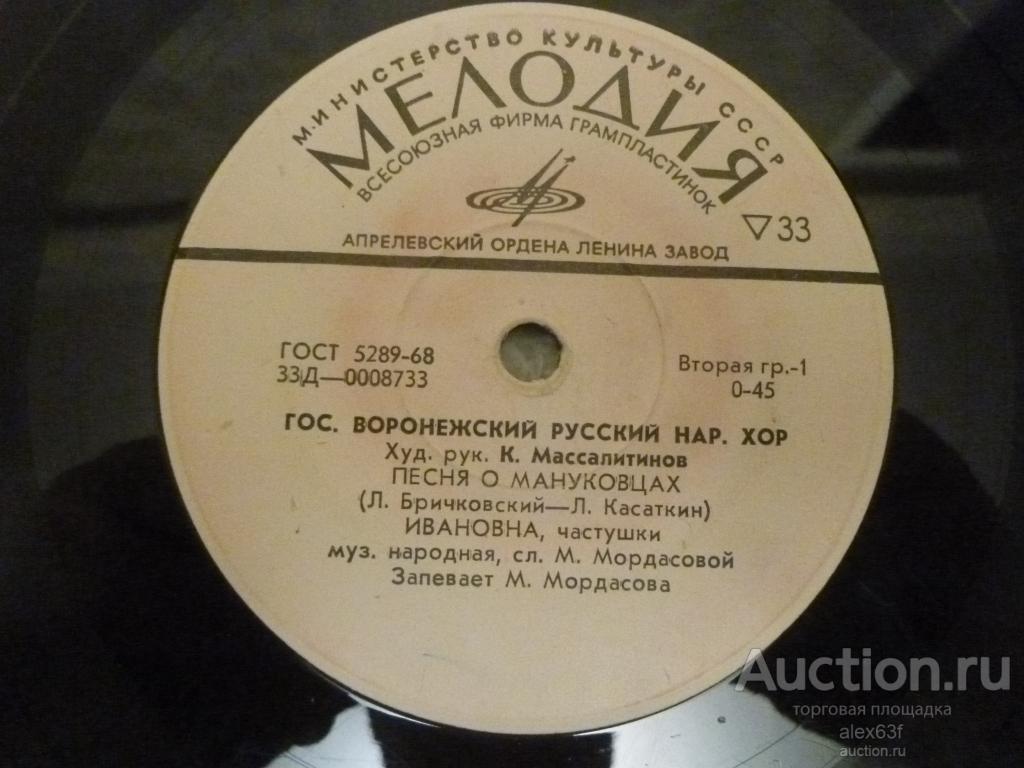 М.ИНИСТЕРСТВО КУЛЬТУРЫ СССР
МЕЛОДИЯ
ВСЕСОЮЗНАЯ ФИРМА ГРАМПЛАСТИНОК
▽33
АПРЕЛЕВСКИЙ ОРДЕНА ЛЕНИНА ЗАВОД
ГОСТ 5289-68
33Д—0008733
Вторая гр.-1
0-45
ГОС. ВОРОНЕЖСКИЙ РУССКИЙ НАР. ХОР
Худ. рук. К. Массалитинов
ПЕСНЯ О МАНУКОВЦАХ
(Л. Бричковский—Л. Касаткин)
ИВАНОВНА, частушки
муз. народная, сл. М. Мордасовой
Запевает М. Мордасова
Auction.ru
торговая площадка
alex63f
auction.ru